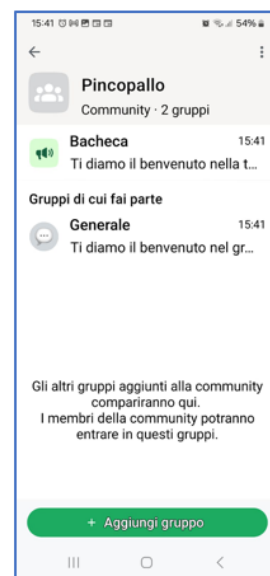 15:41
54%
Pincopallo
Community · 2 gruppi
Bacheca 15:41
Ti diamo il benvenuto nella t...
Gruppi di cui fai parte
Generale 15:41
Ti diamo il benvenuto nel gr...
Gli altri gruppi aggiunti alla community
compariranno qui.
I membri della community potranno
entrare in questi gruppi.
+ Aggiungi gruppo